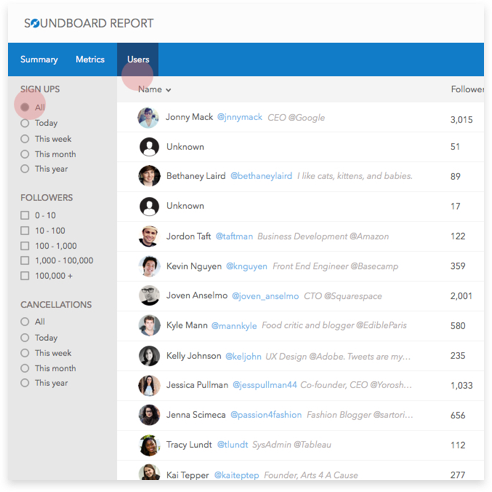 SOUNDBOARD REPORT
Summary Metrics Users
SIGN UPS
All
Today
This week
This month
This year
FOLLOWERS
0 - 10
10 - 100
100 - 1,000
1,000 - 100,000
100,000 +
CANCELLATIONS
All
Today
This week
This month
This year
Name Follower
Jonny Mack @jnnymack CEO @Google 3,015
Unknown 51
Bethaney Laird @bethaneylaird I like cats, kittens, and babies. 89
Unknown 17
Jordon Taft @taftman Business Development @Amazon 122
Kevin Nguyen @knguyen Front End Engineer @Basecamp 359
Joven Anselmo @joven_anselmo CTO @Squarespace 2,001
Kyle Mann @mannkyle Food critic and blogger @EdibleParis 580
Kelly Johnson @keljohn UX Design @Adobe. Tweets are my… 235
Jessica Pullman @jesspullman44 Co-founder, CEO @Yorosh… 1,033
Jenna Scimeca @passion4fashion Fashion Blogger @sartori… 656
Tracy Lundt @tlundt SysAdmin @Tableau 112
Kai Tepper @kaiteptep Founder, Arts 4 A Cause 277